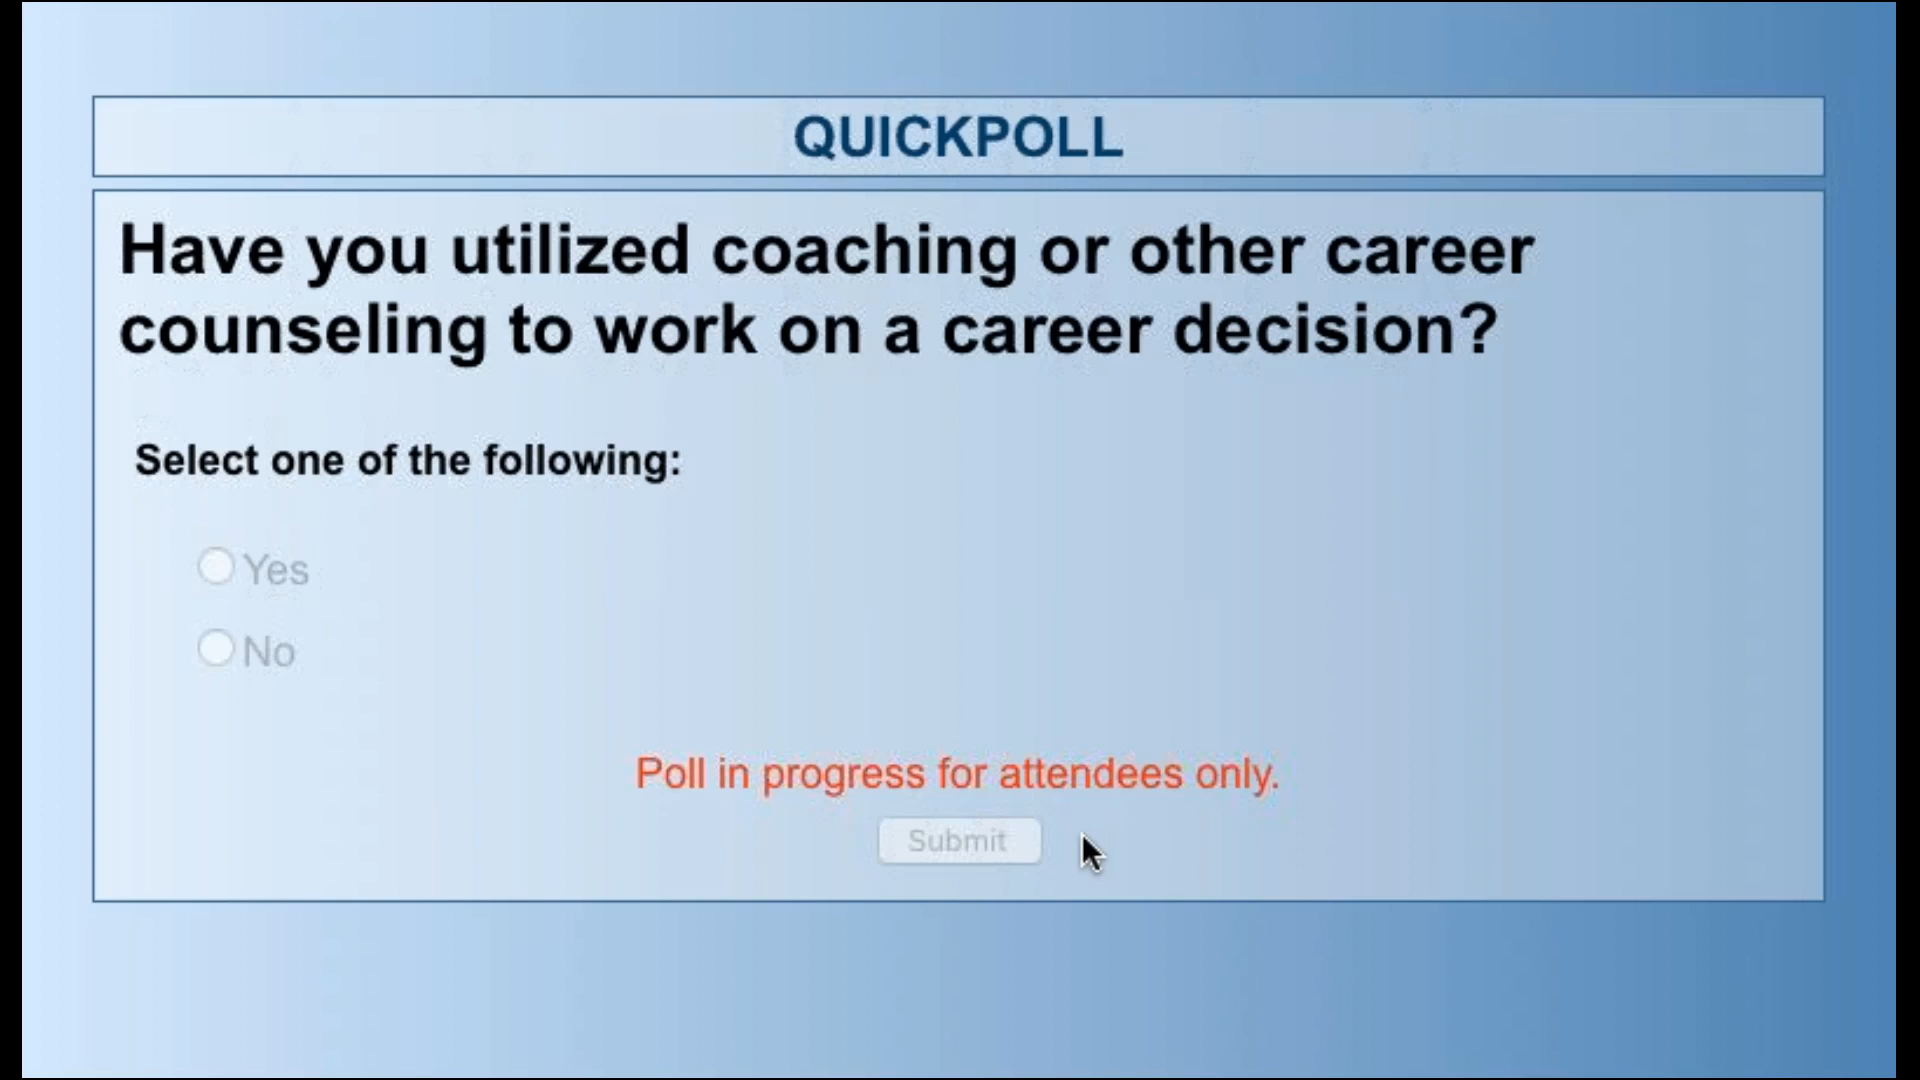 QUICKPOLL
Have you utilized coaching or other career
counseling to work on a career decision?
Select one of the following:
Yes
No
Poll in progress for attendees only.
Submit